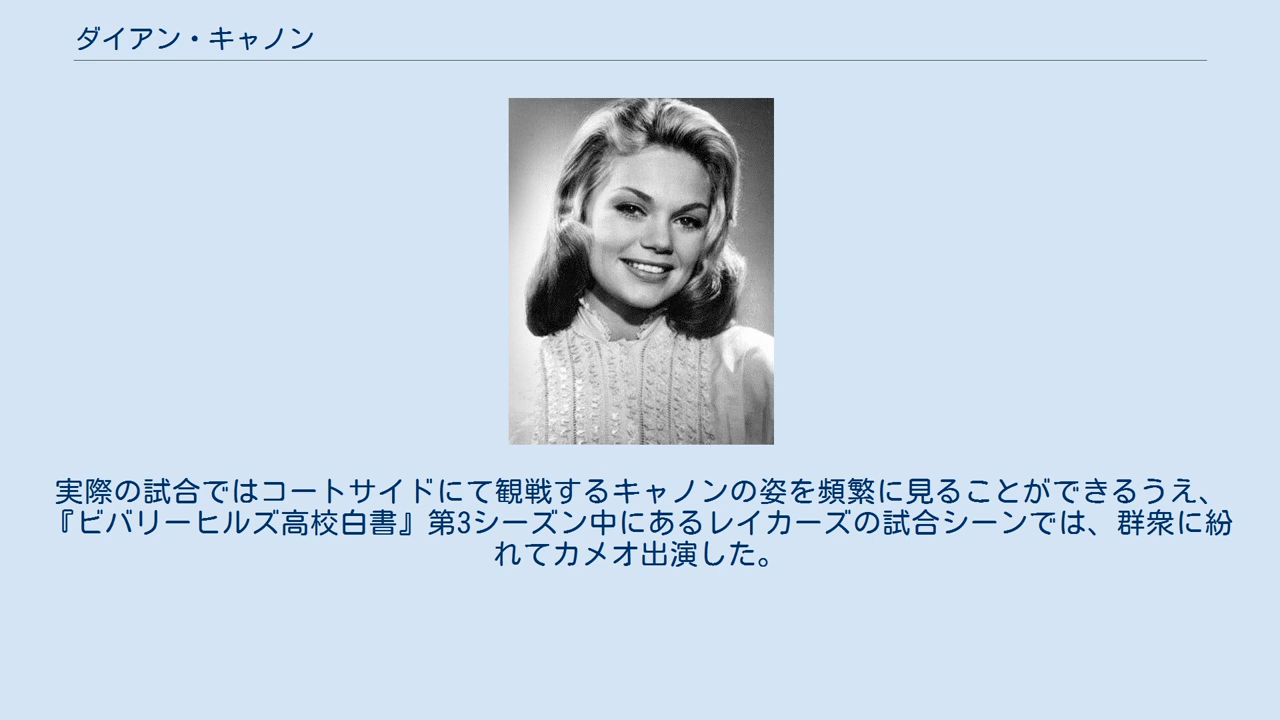 ダイアン・キャノン
実際の試合ではコートサイドにて観戦するキャノンの姿を頻繁に見ることができるうえ、
『ビバリーヒルズ高校白書』第3シーズン中にあるレイカーズの試合シーンでは、群衆に紛
れてカメオ出演した。